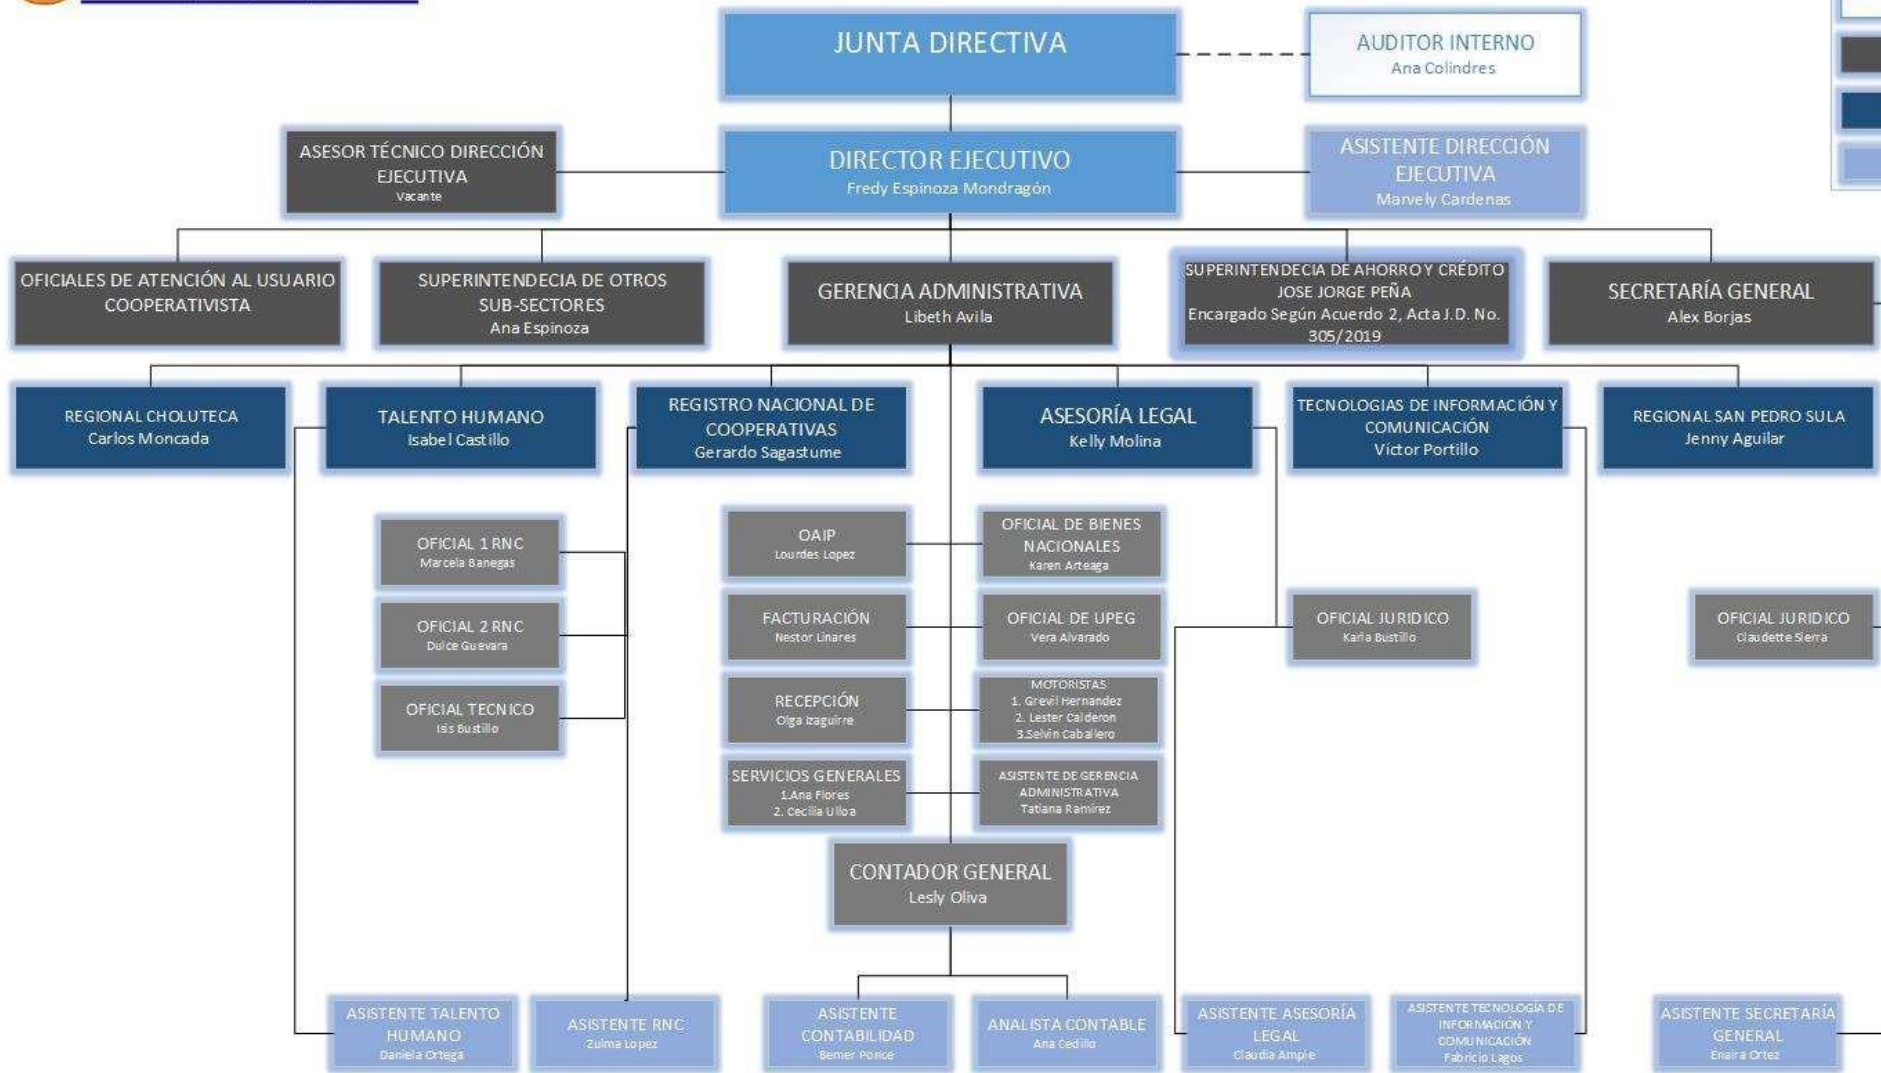 JUNTA DIRECTIVA
AUDITOR INTERNO
Ana Colindres
ASESOR TÉCNICO DIRECCIÓN
EJECUTIVA
Vacante
DIRECTOR EJECUTIVO
Fredy Espinoza Mondragón
ASISTENTE DIRECCIÓN
EJECUTIVA
Marvely Cardenas
OFICIALES DE ATENCIÓN AL USUARIO
COOPERATIVISTA
SUPERINTENDECIA DE OTROS
SUB-SECTORES
Ana Espinoza
GERENCIA ADMINISTRATIVA
Libeth Avila
SUPERINTENDECIA DE AHORRO Y CRÉDITO
JOSE JORGE PEÑA
Encargado Según Acuerdo 2, Acta J.D. No.
305/2019
SECRETARÍA GENERAL
Alex Borjas
REGIONAL CHOLUTECA
Carlos Moncada
TALENTO HUMANO
Isabel Castillo
REGISTRO NACIONAL DE
COOPERATIVAS
Gerardo Sagastume
ASESORÍA LEGAL
Kelly Molina
TECNOLOGIAS DE INFORMACIÓN Y
COMUNICACIÓN
Víctor Portillo
REGIONAL SAN PEDRO SULA
Jenny Aguilar
OFICIAL 1 RNC
Marcela Banegas
OAIP
Lourdes Lopez
OFICIAL DE BIENES
NACIONALES
Karen Arteaga
OFICIAL 2 RNC
Dulce Guevara
FACTURACIÓN
Nestor Linares
OFICIAL DE UPEG
Vera Alvarado
OFICIAL JURIDICO
Karla Bustillo
OFICIAL JURIDICO
Claudette Sierra
OFICIAL TECNICO
Isis Bustillo
RECEPCIÓN
Olga Izaguirre
MOTORISTAS
1. Grevil Hernandez
2. Lester Calderon
3.Selvin Caballero
SERVICIOS GENERALES
1.Ana Flores
2. Cecilia Ulloa
ASISTENTE DE GERENCIA
ADMINISTRATIVA
Tatiana Ramirez
CONTADOR GENERAL
Lesly Oliva
ASISTENTE TALENTO
HUMANO
Daniela Ortega
ASISTENTE RNC
Zulma Lopez
ASISTENTE
CONTABILIDAD
Bemer Ponce
ANALISTA CONTABLE
Ana Cedillo
ASISTENTE ASESORÍA
LEGAL
Claudia Ampie
ASISTENTE TECNOLOGÍA DE
INFORMACIÓN Y
COMUNICACIÓN
Fabricio Lagos
ASISTENTE SECRETARÍA
GENERAL
Enaira Ortez